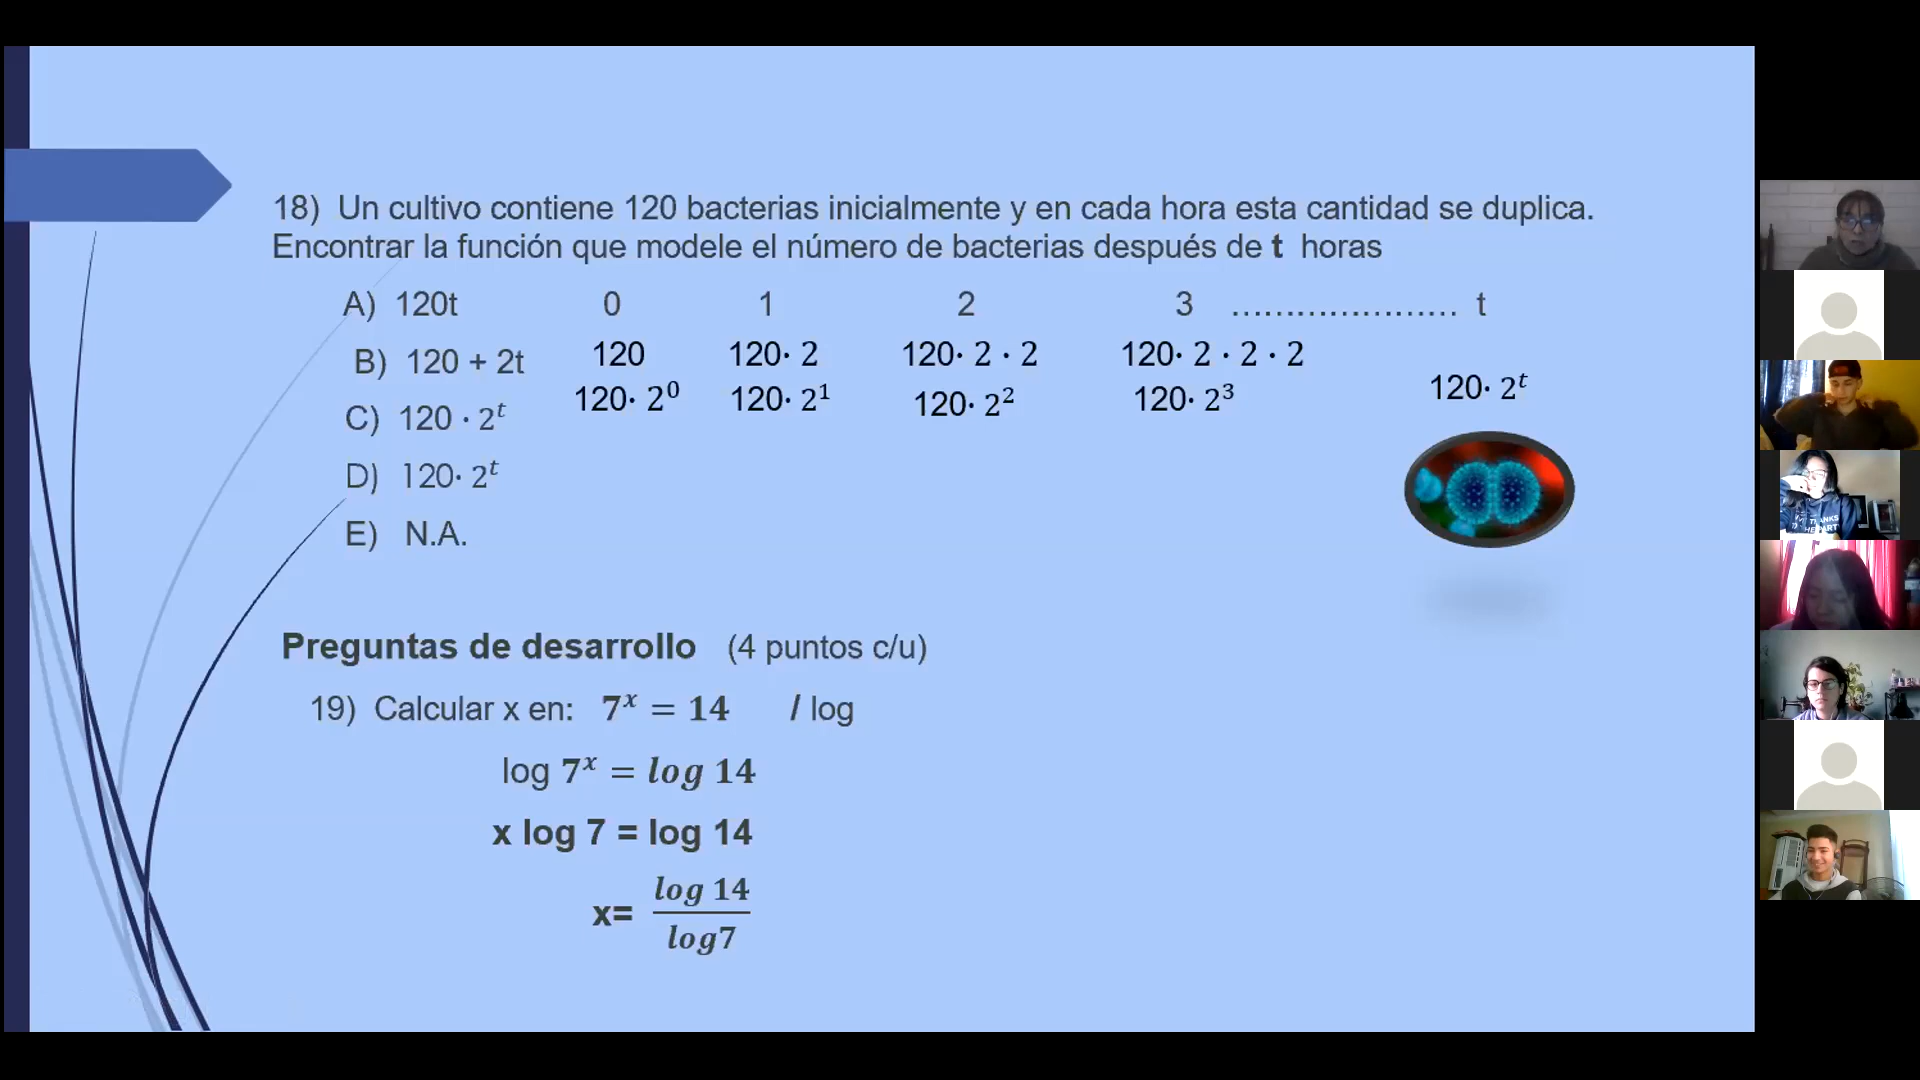 18) Un cultivo contiene 120 bacterias inicialmente y en cada hora esta cantidad se duplica.
Encontrar la función que modele el número de bacterias después de t horas
A) 120t 0 1 2 3 ..................... t
B) 120 + 2t 120 120· 2 120· 2 · 2 120· 2 · 2 · 2
120· 2⁰ 120· 2¹ 120· 2² 120· 2³ 120· 2ᵗ
C) 120 · 2ᵗ
D) 120· 2ᵗ
E) N.A.
Preguntas de desarrollo (4 puntos c/u)
19) Calcular x en: 7ˣ = 14 / log
log 7ˣ = log 14
x log 7 = log 14
x= log 14
log7